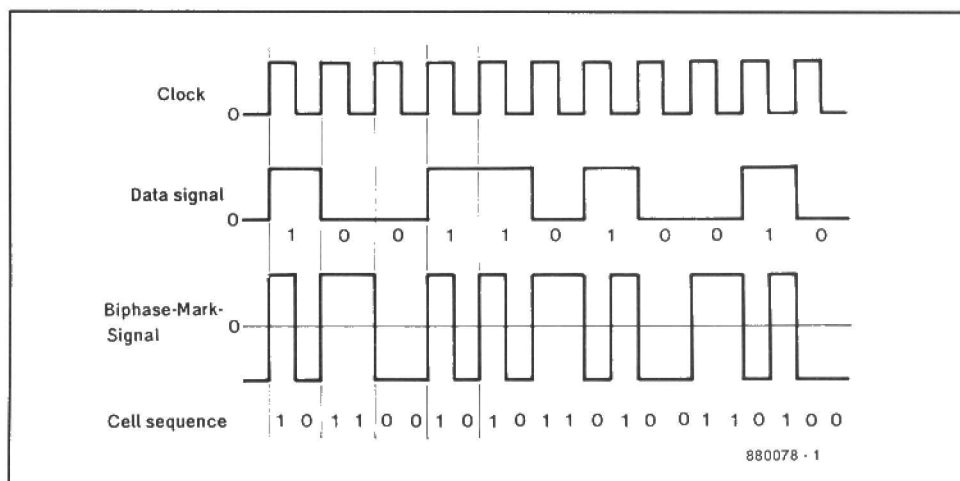 Clock
0
Data signal
0
1 0 0 1 1 0 1 0 0 1 0
Biphase-Mark-
0
Signal
Cell sequence 1 0 1 1 0 0 1 0 1 0 1 1 0 1 0 0 1 1 0 1 0 0
880078 - 1